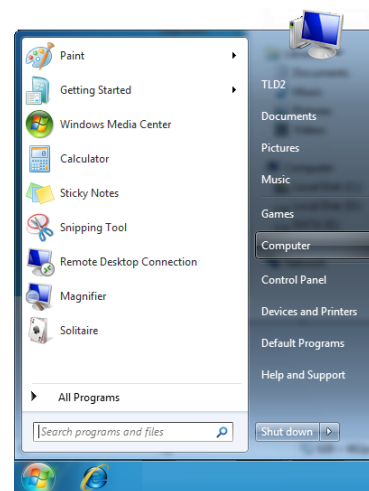 Paint
Getting Started
Windows Media Center
Calculator
Sticky Notes
Snipping Tool
Remote Desktop Connection
Magnifier
Solitaire
All Programs
Search programs and files
TLD2
Documents
Pictures
Music
Games
Computer
Control Panel
Devices and Printers
Default Programs
Help and Support
Shut down